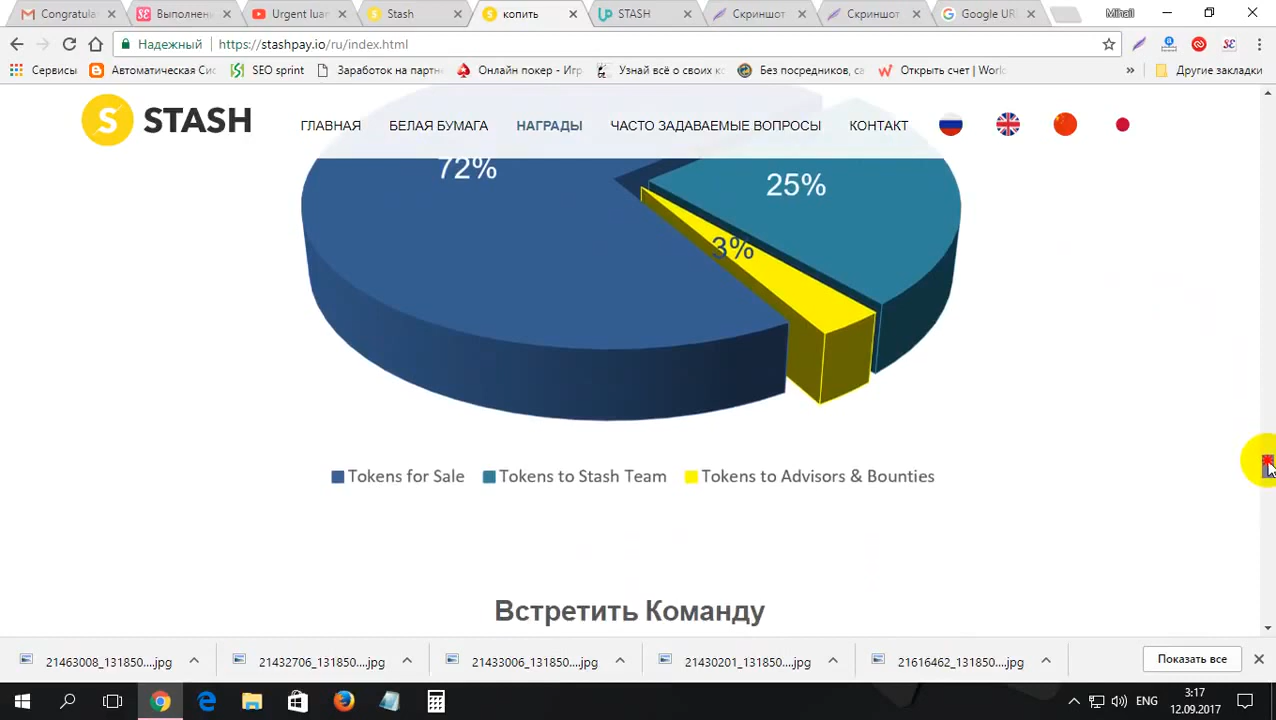 Congratula
Выполнен
Urgent luar
Stash
копить
STASH
Скриншот
Скриншот
Google UR
Mihail
Надежный
https://stashpay.io/ru/index.html
Сервисы
Автоматическая Сис
SEO sprint
Заработок на партн
Онлайн покер - Игр
Узнай всё о своих к
Без посредников, са
Открыть счет | World
»
Другие закладки
STASH
ГЛАВНАЯ
БЕЛАЯ БУМАГА
НАГРАДЫ
ЧАСТО ЗАДАВАЕМЫЕ ВОПРОСЫ
КОНТАКТ
72%
25%
3%
Tokens for Sale
Tokens to Stash Team
Tokens to Advisors & Bounties
Встретить Команду
21463008_131850....jpg
21432706_131850....jpg
21433006_131850....jpg
21430201_131850....jpg
21616462_131850....jpg
Показать все
ENG
3:17
12.09.2017